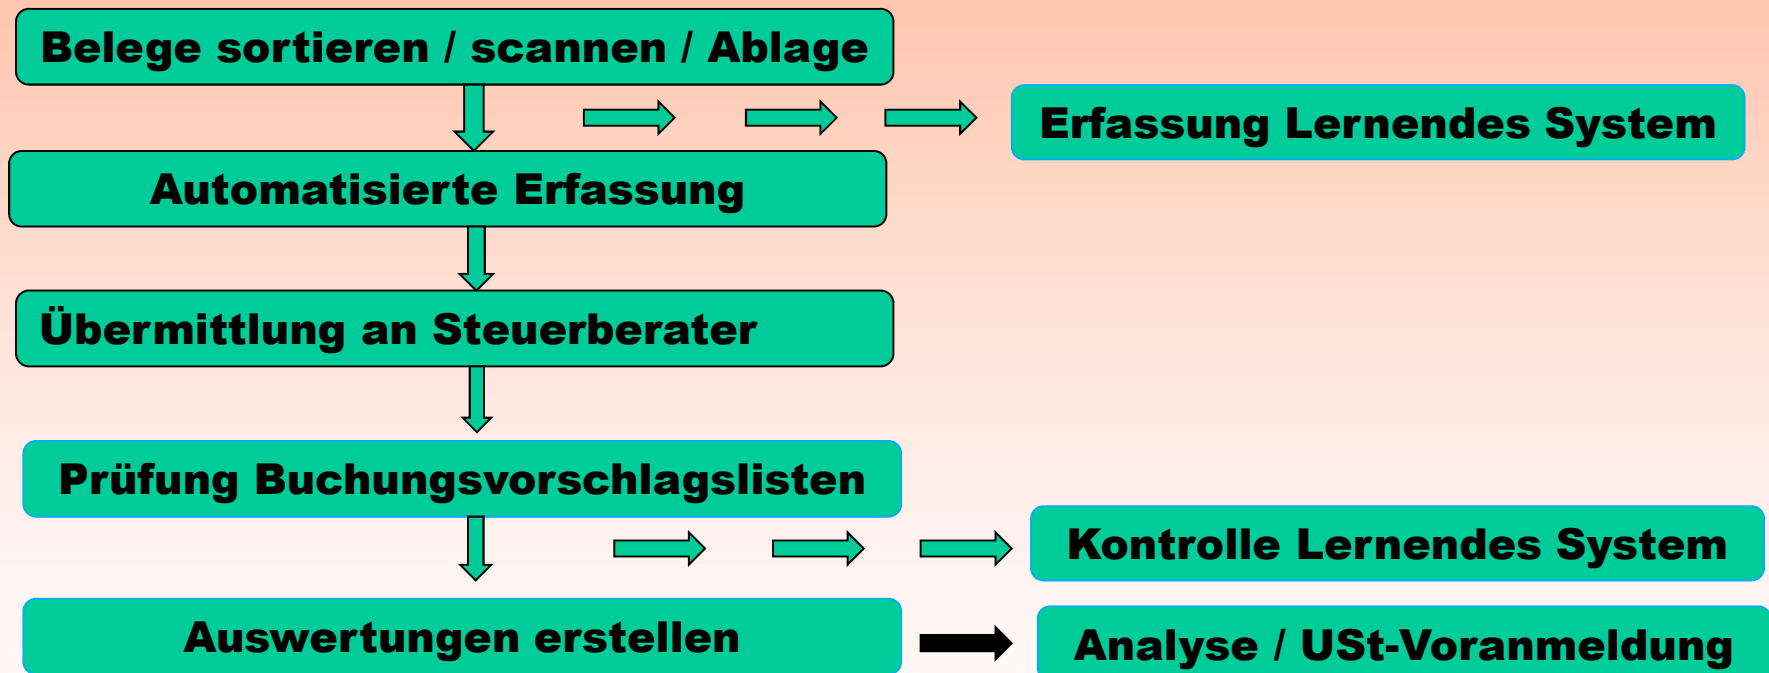 Belege sortieren / scannen / Ablage
Erfassung Lernendes System
Automatisierte Erfassung
Übermittlung an Steuerberater
Prüfung Buchungsvorschlagslisten
Kontrolle Lernendes System
Auswertungen erstellen
Analyse / USt-Voranmeldung